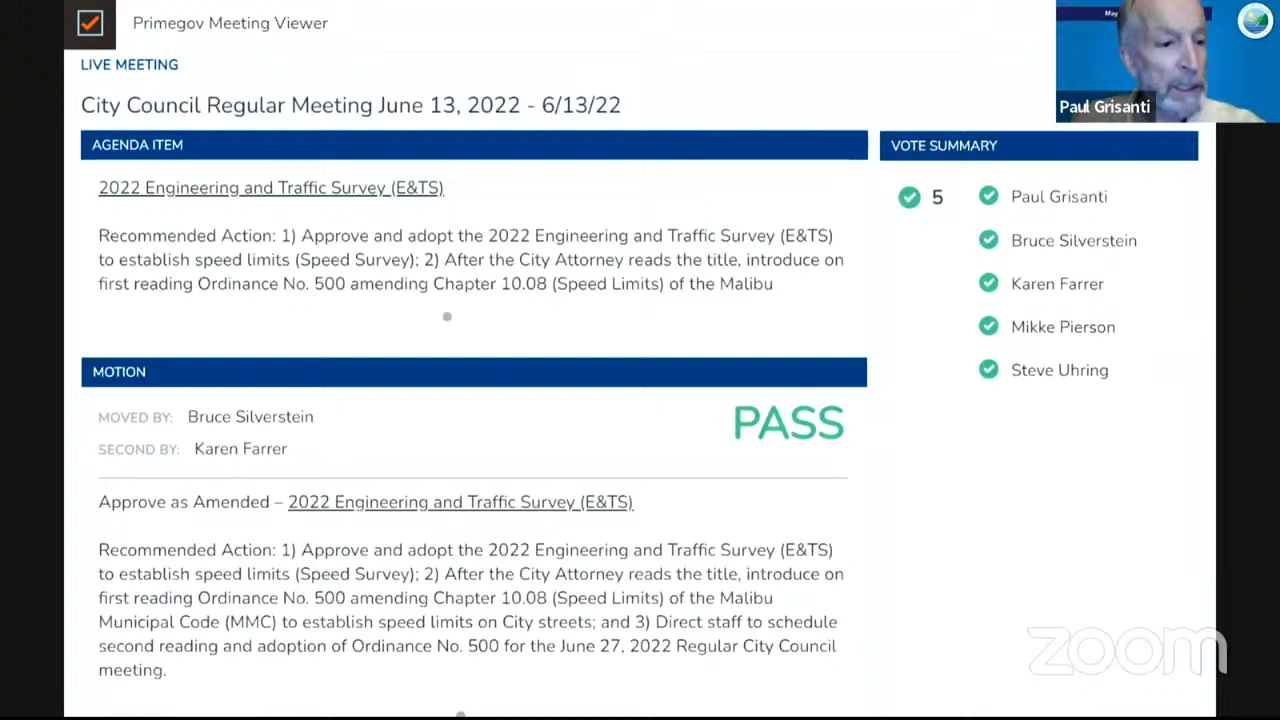 Primegov Meeting Viewer
May
Paul Grisanti
LIVE MEETING
City Council Regular Meeting June 13, 2022 - 6/13/22
AGENDA ITEM
2022 Engineering and Traffic Survey (E&TS)
Recommended Action: 1) Approve and adopt the 2022 Engineering and Traffic Survey (E&TS)
to establish speed limits (Speed Survey); 2) After the City Attorney reads the title, introduce on
first reading Ordinance No. 500 amending Chapter 10.08 (Speed Limits) of the Malibu
VOTE SUMMARY
5
Paul Grisanti
Bruce Silverstein
Karen Farrer
Mikke Pierson
Steve Uhring
MOTION
MOVED BY: Bruce Silverstein
SECOND BY: Karen Farrer
PASS
Approve as Amended – 2022 Engineering and Traffic Survey (E&TS)
Recommended Action: 1) Approve and adopt the 2022 Engineering and Traffic Survey (E&TS)
to establish speed limits (Speed Survey); 2) After the City Attorney reads the title, introduce on
first reading Ordinance No. 500 amending Chapter 10.08 (Speed Limits) of the Malibu
Municipal Code (MMC) to establish speed limits on City streets; and 3) Direct staff to schedule
second reading and adoption of Ordinance No. 500 for the June 27, 2022 Regular City Council
meeting.
zoom